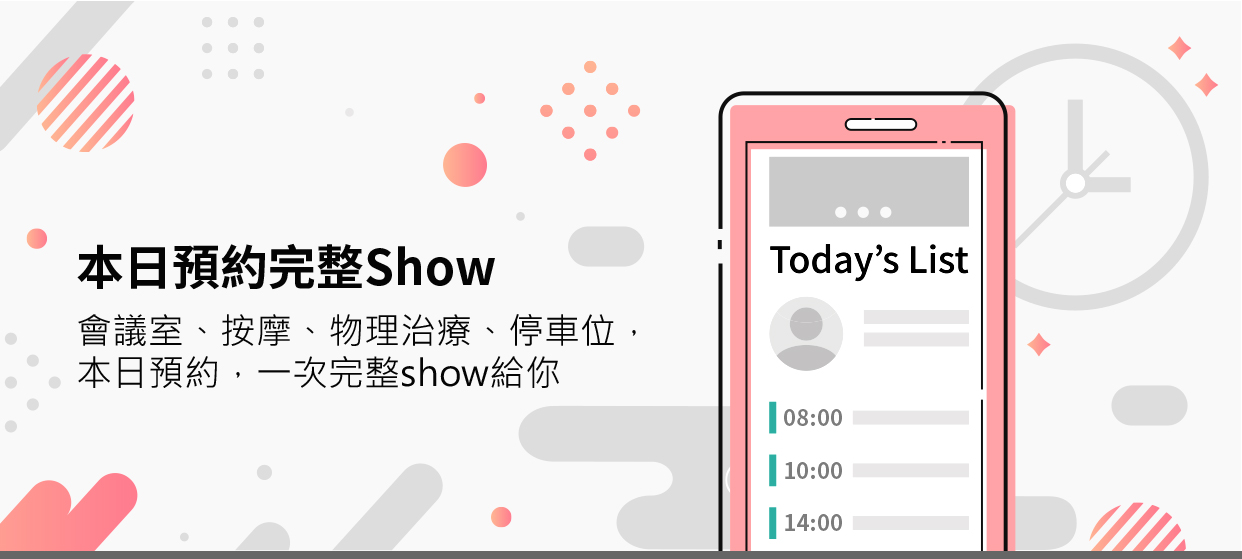 本日預約完整Show
會議室、按摩、物理治療、停車位，
本日預約，一次完整show給你
Today’s List
08:00
10:00
14:00